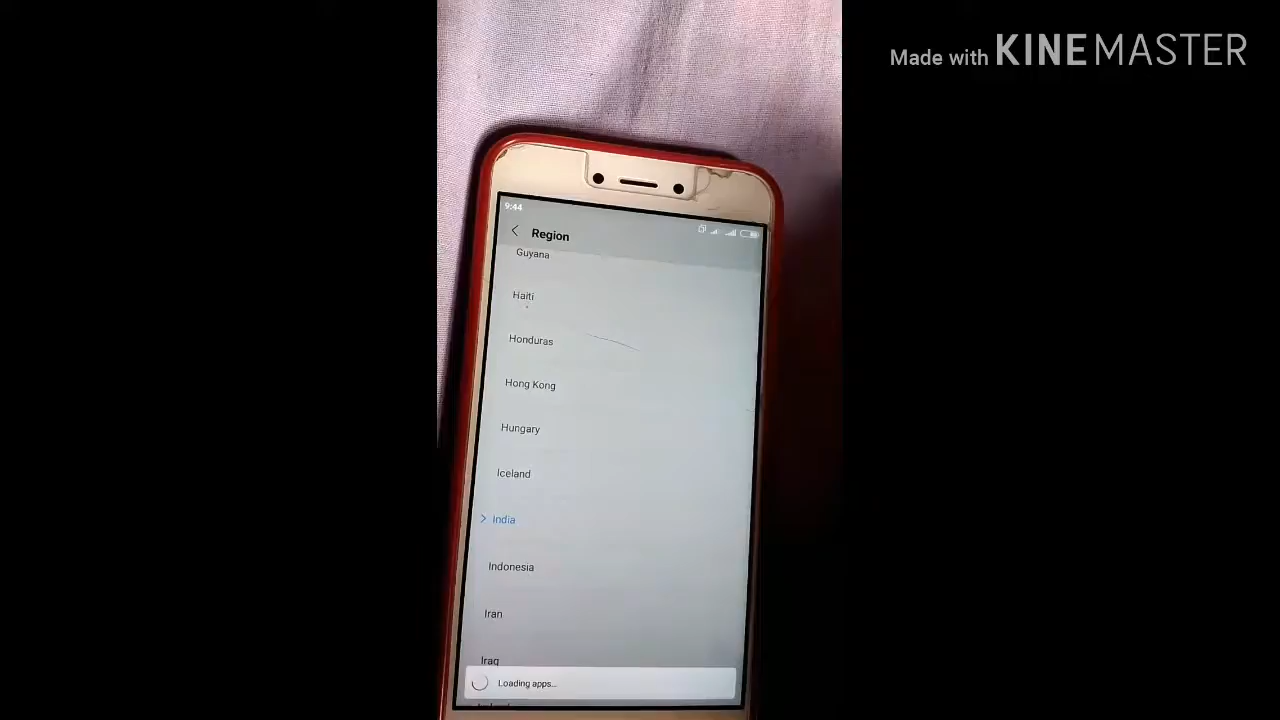 Made with KINEMASTER
9:44
Region
Guyana
Haiti
Honduras
Hong Kong
Hungary
Iceland
India
Indonesia
Iran
Iraq
Loading apps...